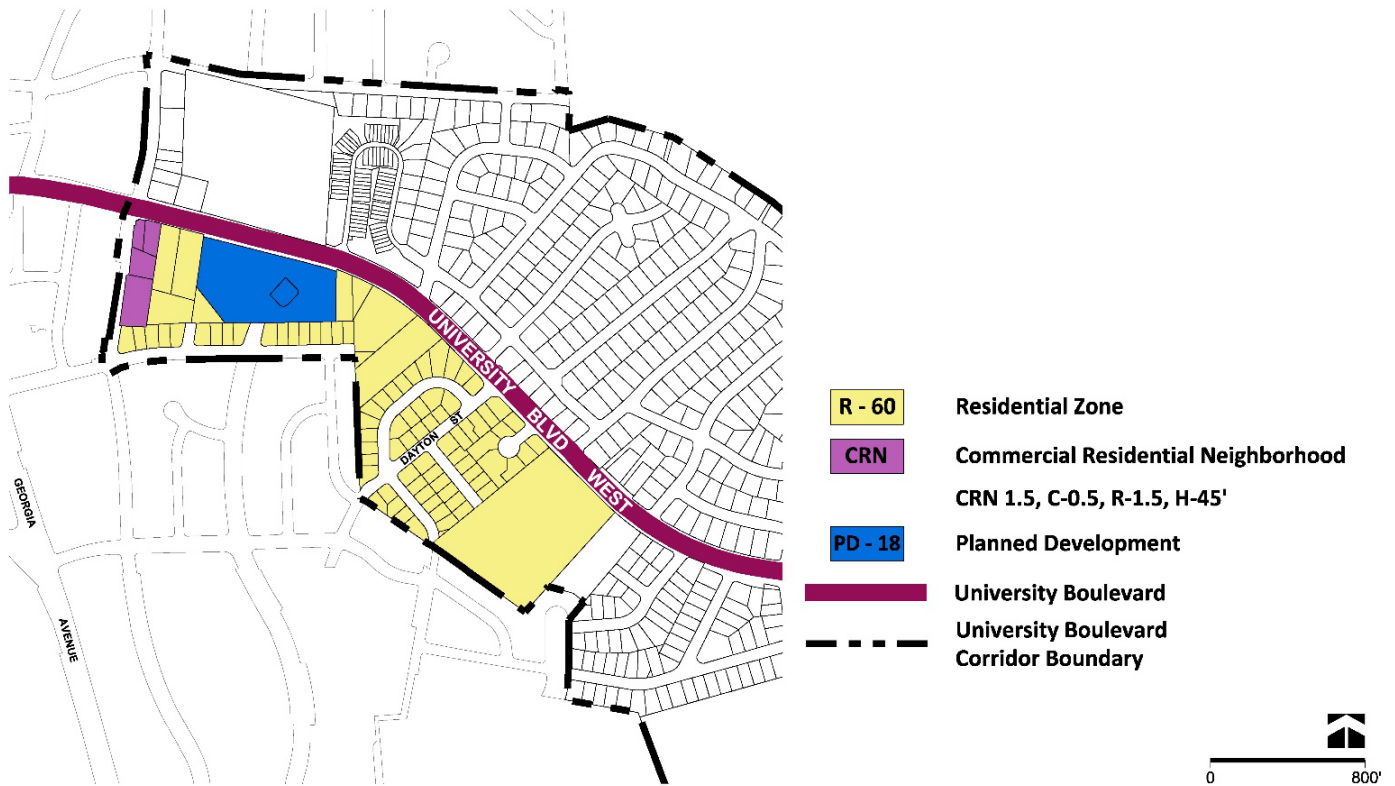 UNIVERSITY BLVD WEST
DAYTON ST
GEORGIA
AVENUE
R - 60
Residential Zone
CRN
Commercial Residential Neighborhood
CRN 1.5, C-0.5, R-1.5, H-45'
PD - 18
Planned Development
University Boulevard
University Boulevard
Corridor Boundary
0
800'